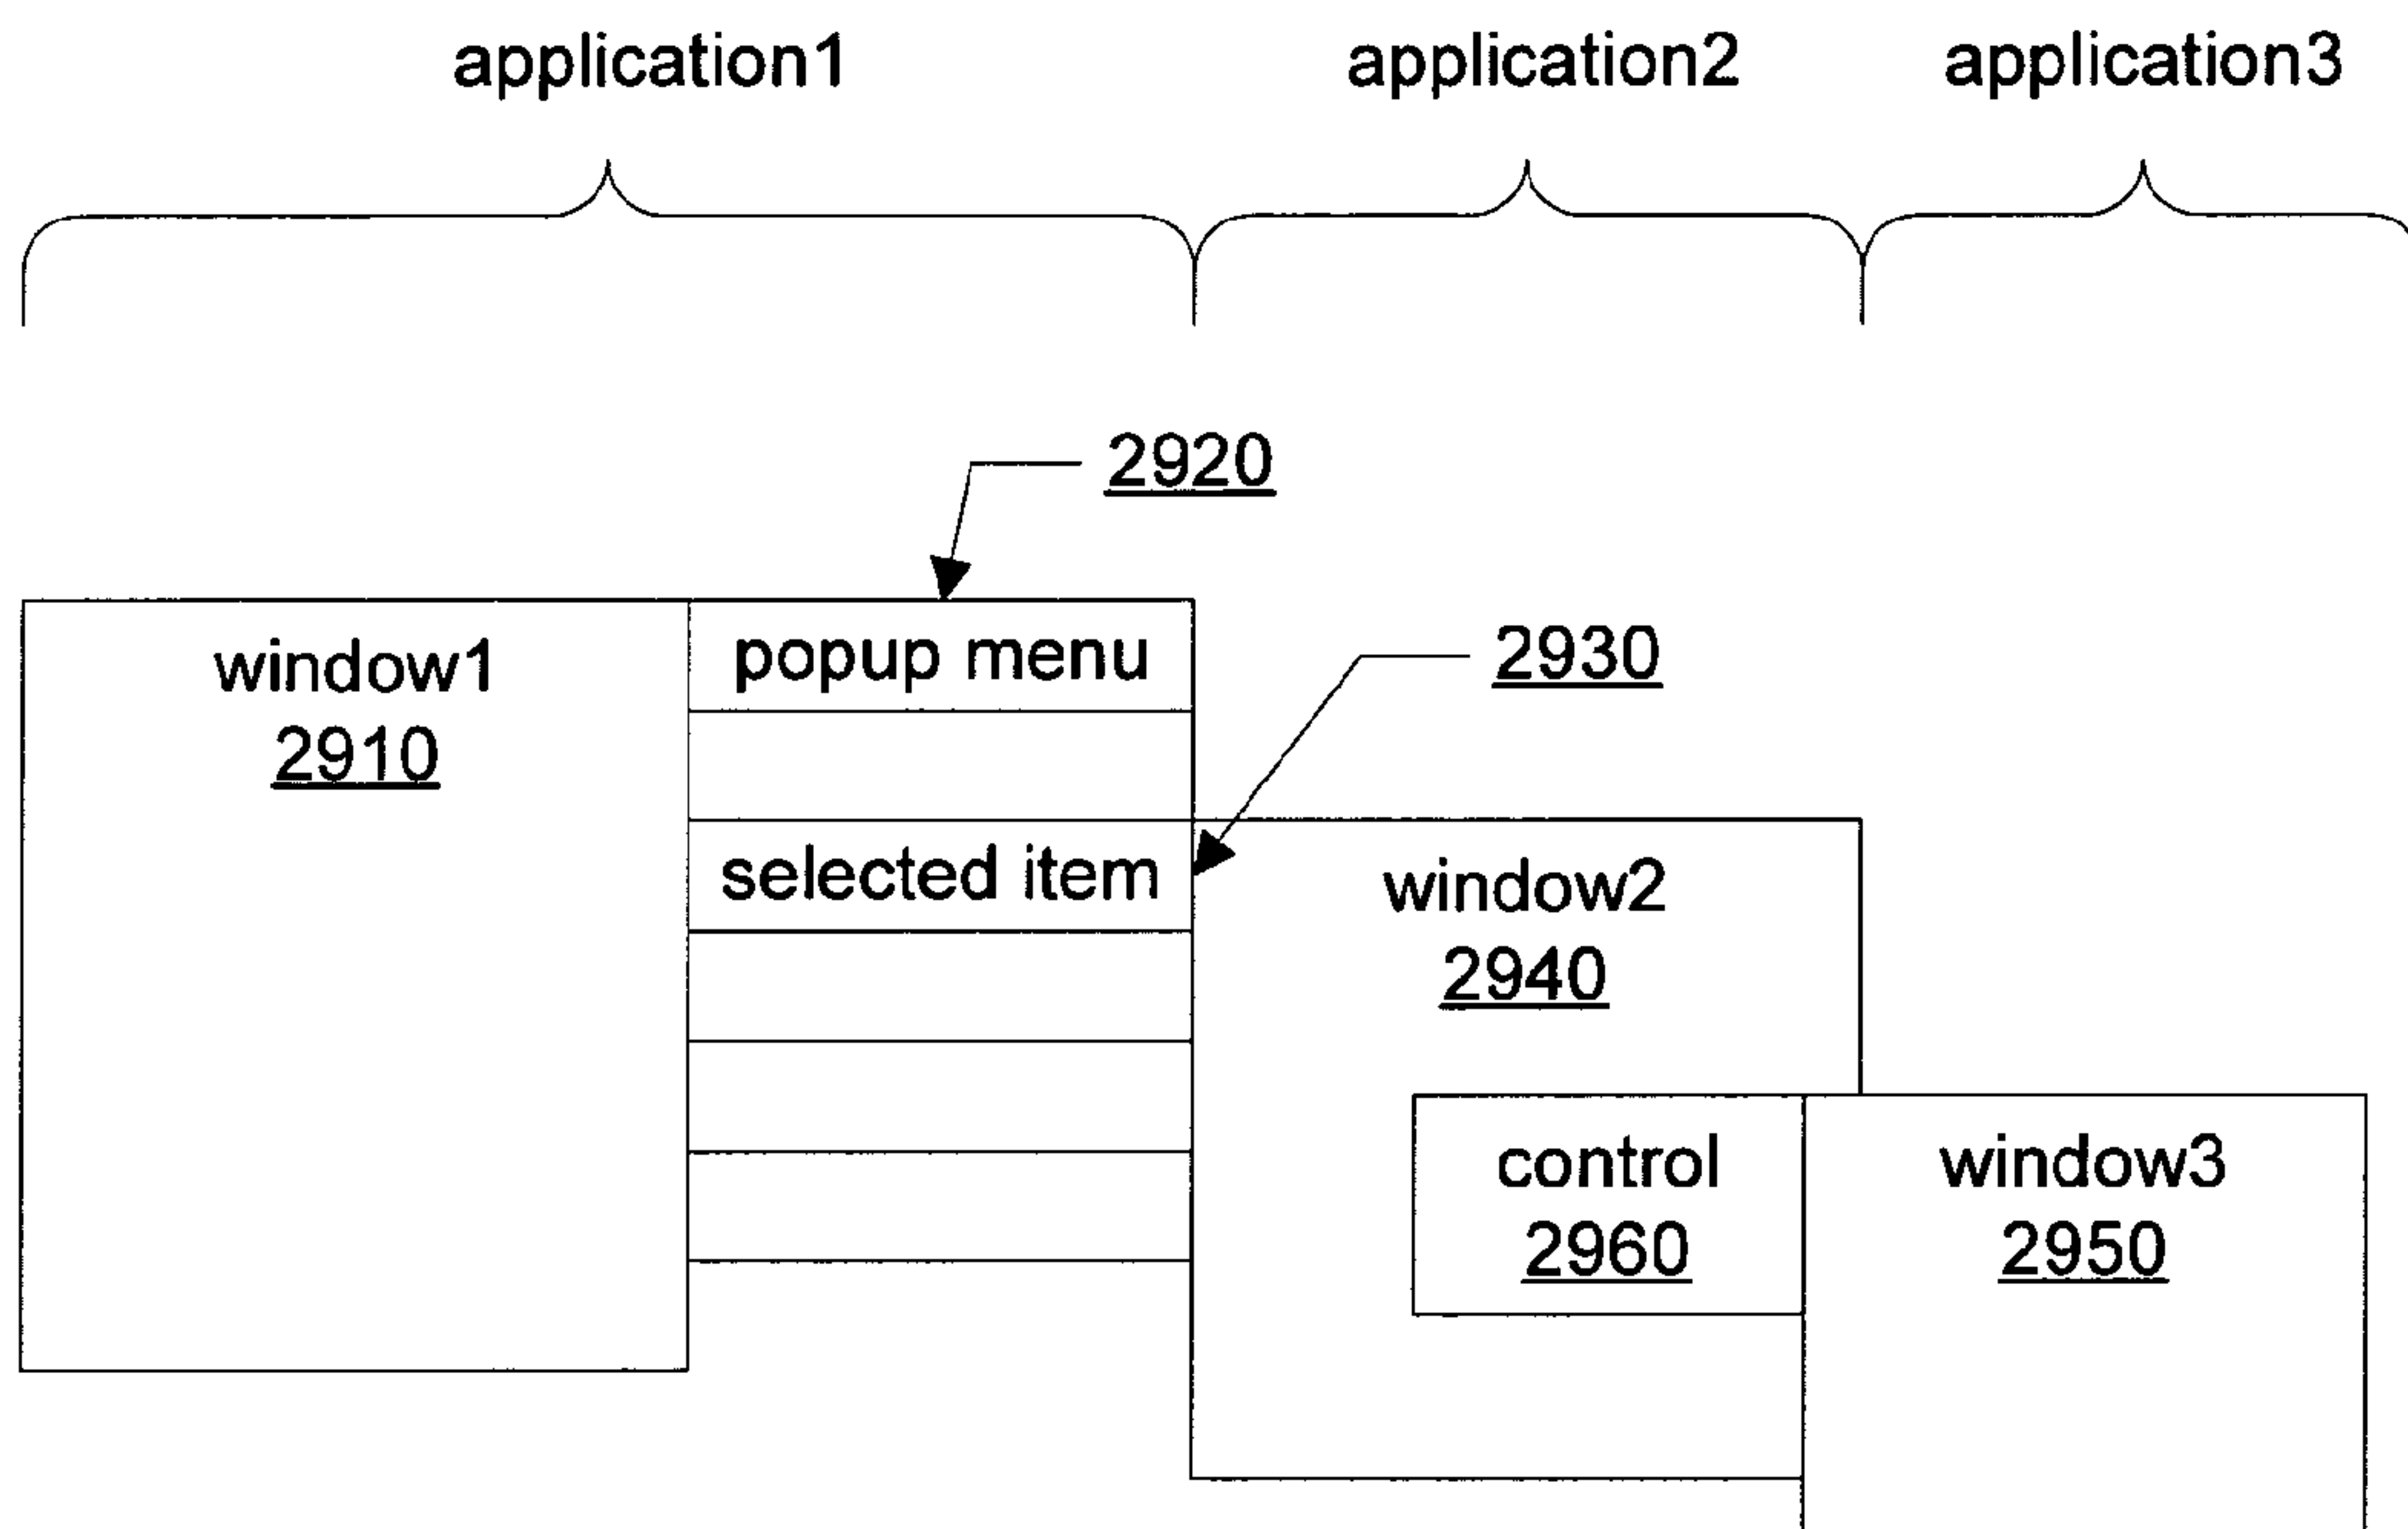 application1 application2 application3
2920
popup menu
window1
2910
2930
selected item
window2
2940
control
2960
window3
2950